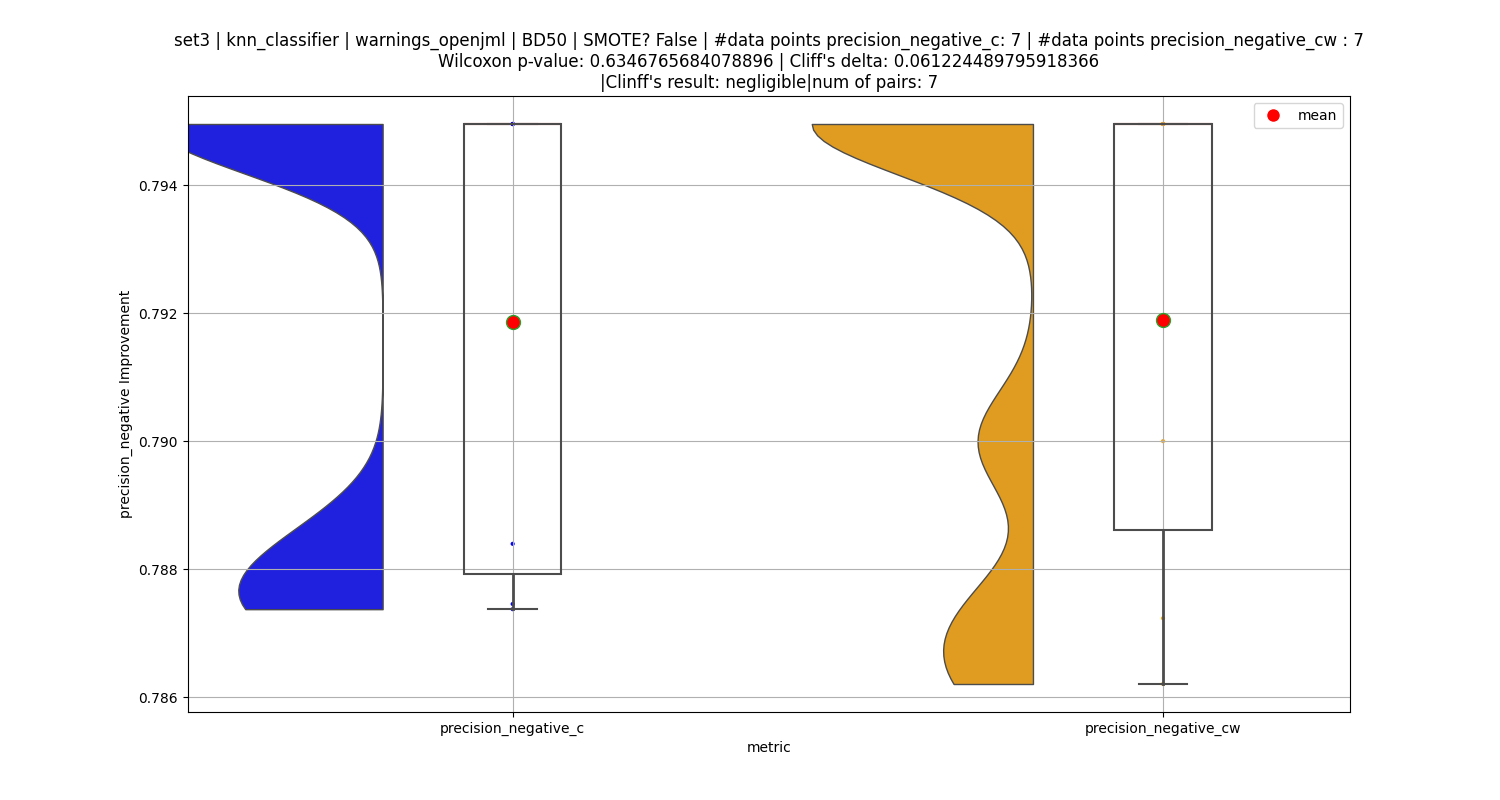 set3 | knn_classifier | warnings_openjml | BD50 | SMOTE? False | #data points precision_negative_c: 7 | #data points precision_negative_cw : 7
Wilcoxon p-value: 0.6346765684078896 | Cliff's delta: 0.061224489795918366
|Clinff's result: negligible|num of pairs: 7
mean
0.794
0.792
0.790
0.788
0.786
precision_negative Improvement
precision_negative_c
precision_negative_cw
metric